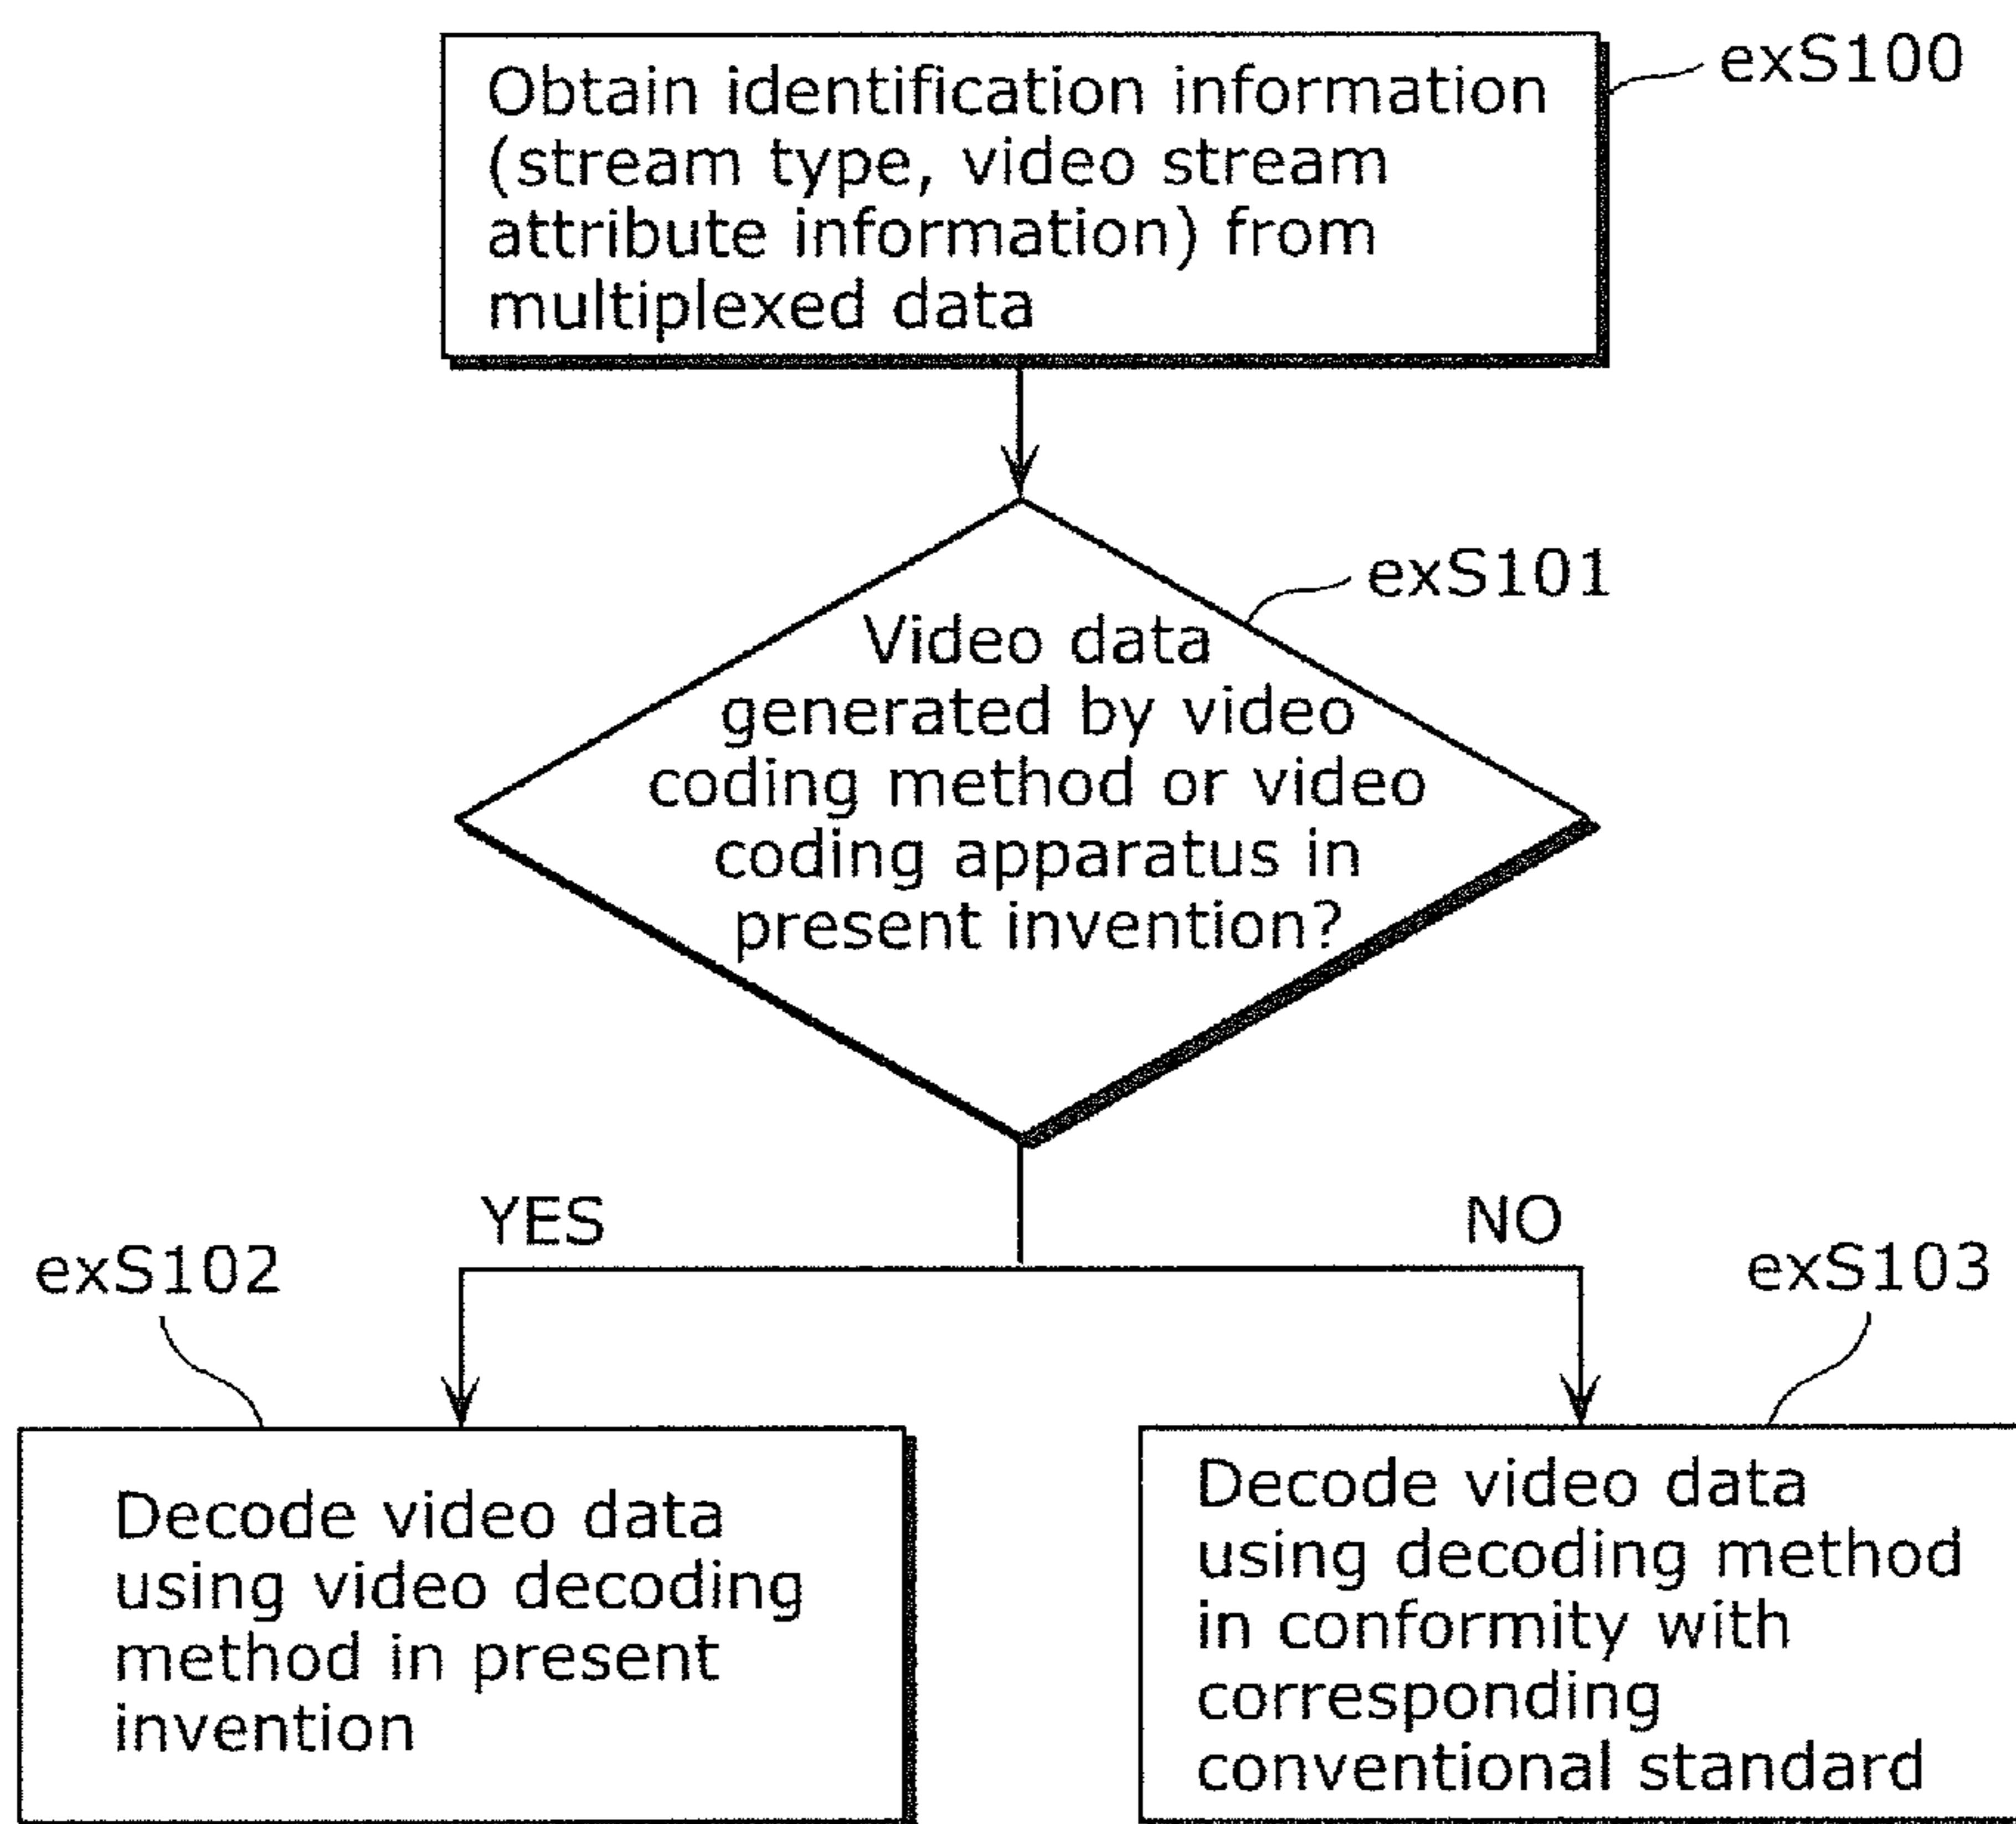 exS100
Obtain identification information
(stream type, video stream
attribute information) from
multiplexed data
exS101
Video data
generated by video
coding method or video
coding apparatus in
present invention?
YES
NO
exS102
exS103
Decode video data
using video decoding
method in present
invention
Decode video data
using decoding method
in conformity with
corresponding
conventional standard